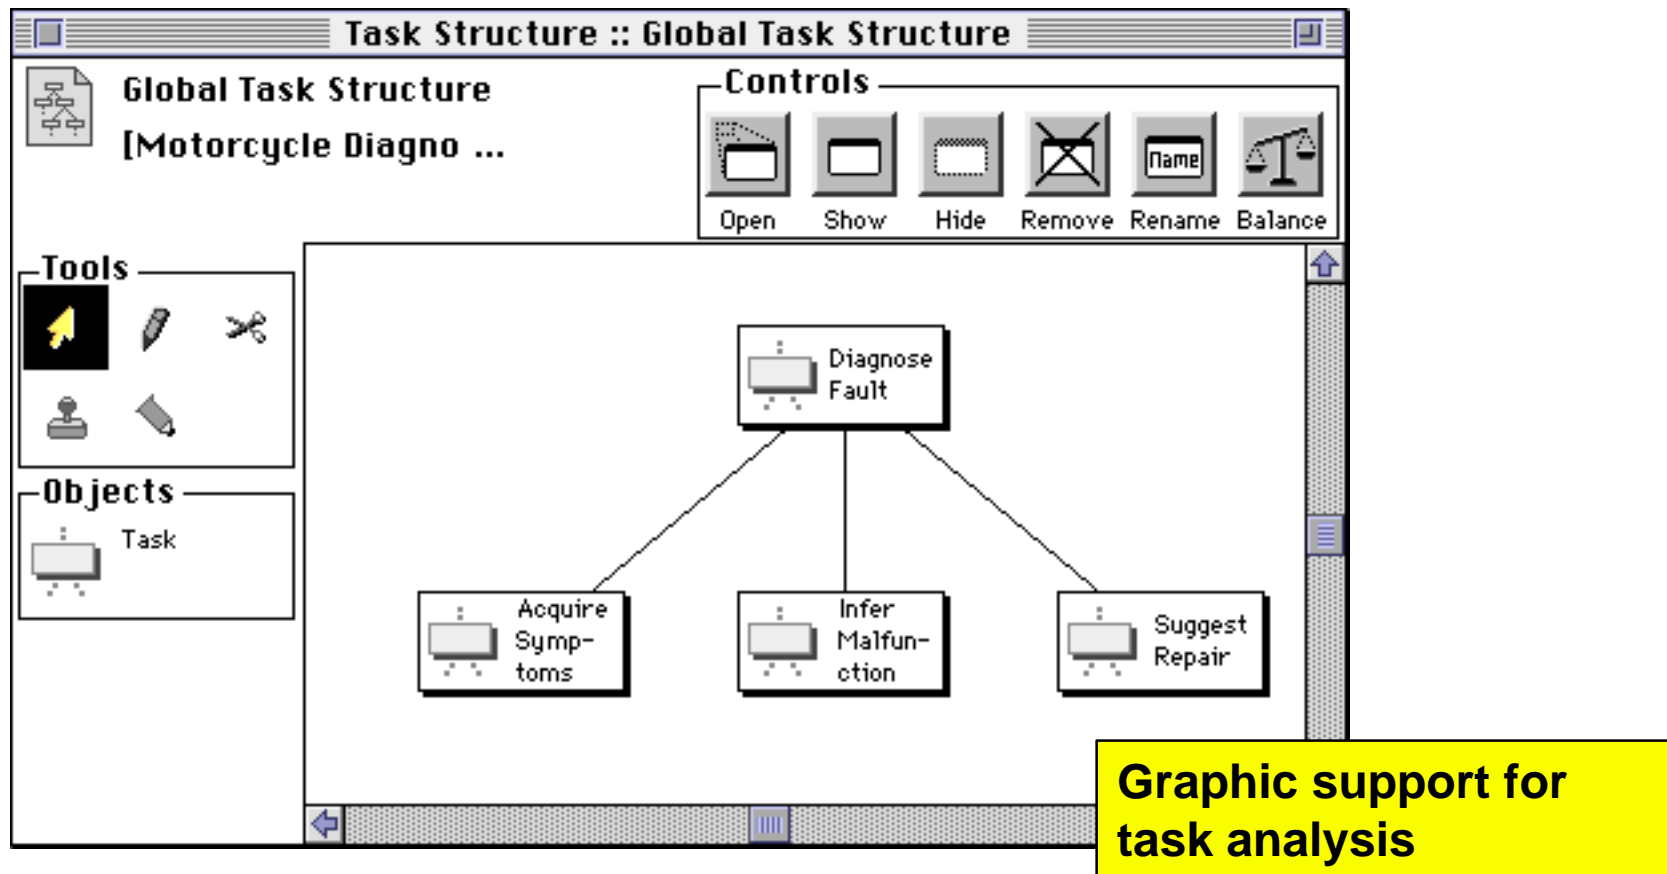 Task Structure :: Global Task Structure
Global Task Structure
[Motorcycle Diagno ...
Controls
Name
Open Show Hide Remove Rename Balance
Tools
Objects
Task
Diagnose
Fault
Acquire
Symp-
toms
Infer
Malfun-
ction
Suggest
Repair
Graphic support for
task analysis